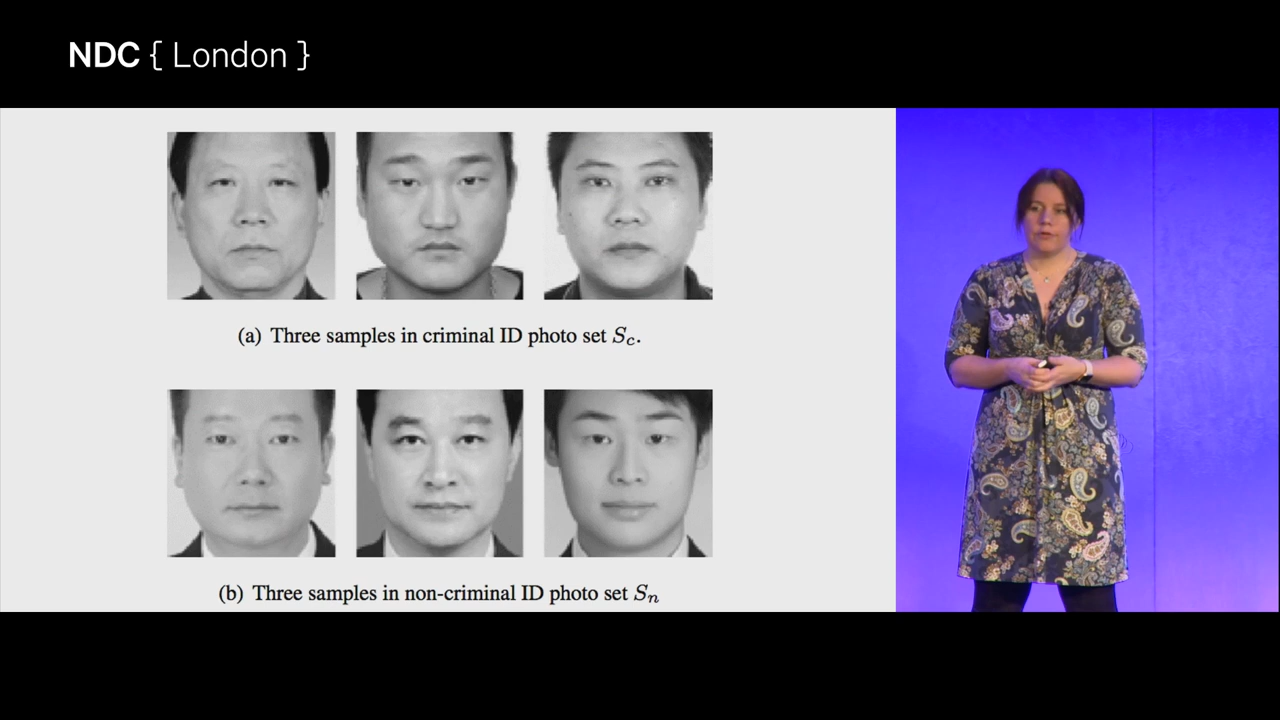 NDC { London }
(a) Three samples in criminal ID photo set Sc.
(b) Three samples in non-criminal ID photo set Sn